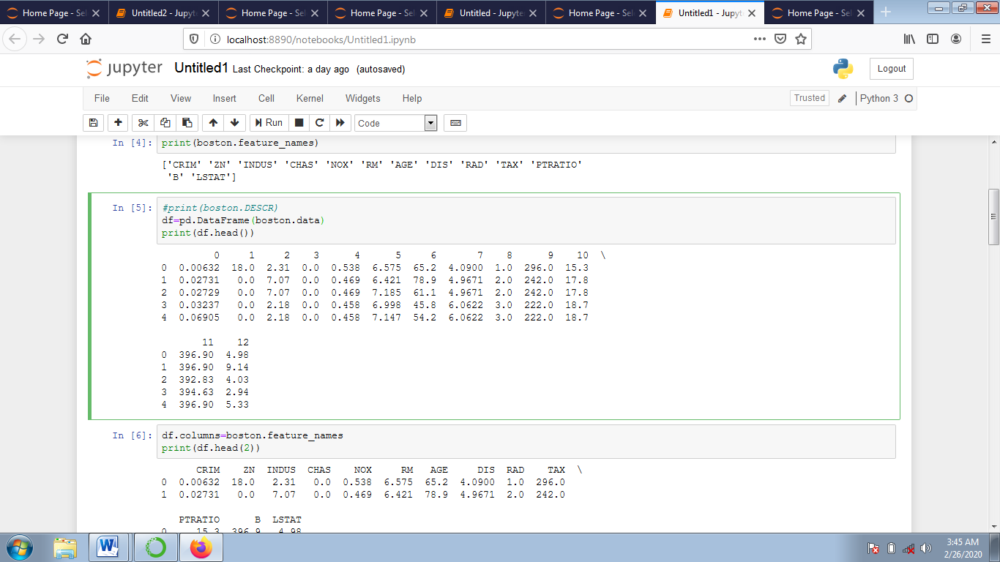 Home Page - Sel Untitled2 - Jupyt Home Page - Sel Home Page - Sel Untitled - Jupyter Home Page - Sel Untitled1 - Jupyt Home Page - Sel
localhost:8890/notebooks/Untitled1.ipynb
jupyter Untitled1 Last Checkpoint: a day ago (autosaved) Logout
File Edit View Insert Cell Kernel Widgets Help Trusted Python 3
Run Code
In [4]: print(boston.feature_names)
['CRIM' 'ZN' 'INDUS' 'CHAS' 'NOX' 'RM' 'AGE' 'DIS' 'RAD' 'TAX' 'PTRATIO'
 'B' 'LSTAT']
In [5]: #print(boston.DESCR)
df=pd.DataFrame(boston.data)
print(df.head())
0 1 2 3 4 5 6 7 8 9 10 \
0 0.00632 18.0 2.31 0.0 0.538 6.575 65.2 4.0900 1.0 296.0 15.3
1 0.02731 0.0 7.07 0.0 0.469 6.421 78.9 4.9671 2.0 242.0 17.8
2 0.02729 0.0 7.07 0.0 0.469 7.185 61.1 4.9671 2.0 242.0 17.8
3 0.03237 0.0 2.18 0.0 0.458 6.998 45.8 6.0622 3.0 222.0 18.7
4 0.06905 0.0 2.18 0.0 0.458 7.147 54.2 6.0622 3.0 222.0 18.7
11 12
0 396.90 4.98
1 396.90 9.14
2 392.83 4.03
3 394.63 2.94
4 396.90 5.33
In [6]: df.columns=boston.feature_names
print(df.head(2))
CRIM ZN INDUS CHAS NOX RM AGE DIS RAD TAX \
0 0.00632 18.0 2.31 0.0 0.538 6.575 65.2 4.0900 1.0 296.0
1 0.02731 0.0 7.07 0.0 0.469 6.421 78.9 4.9671 2.0 242.0
PTRATIO B LSTAT
0 15.3 396.9 4.98
3:45 AM
2/26/2020